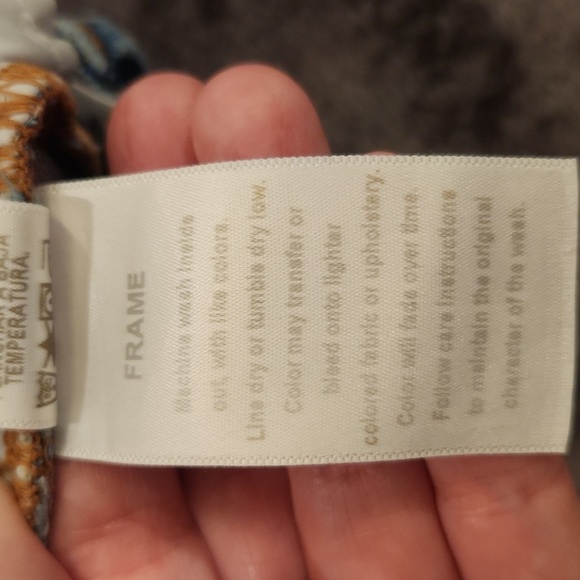 FRAME
Machine wash inside
out, with like colors.
Line dry or tumble dry low.
Color may transfer or
bleed onto lighter
colored fabric or upholstery.
Color will fade over time.
Follow care instructions
to maintain the original
character of the wash.
A BAJA
TEMPERATURA.